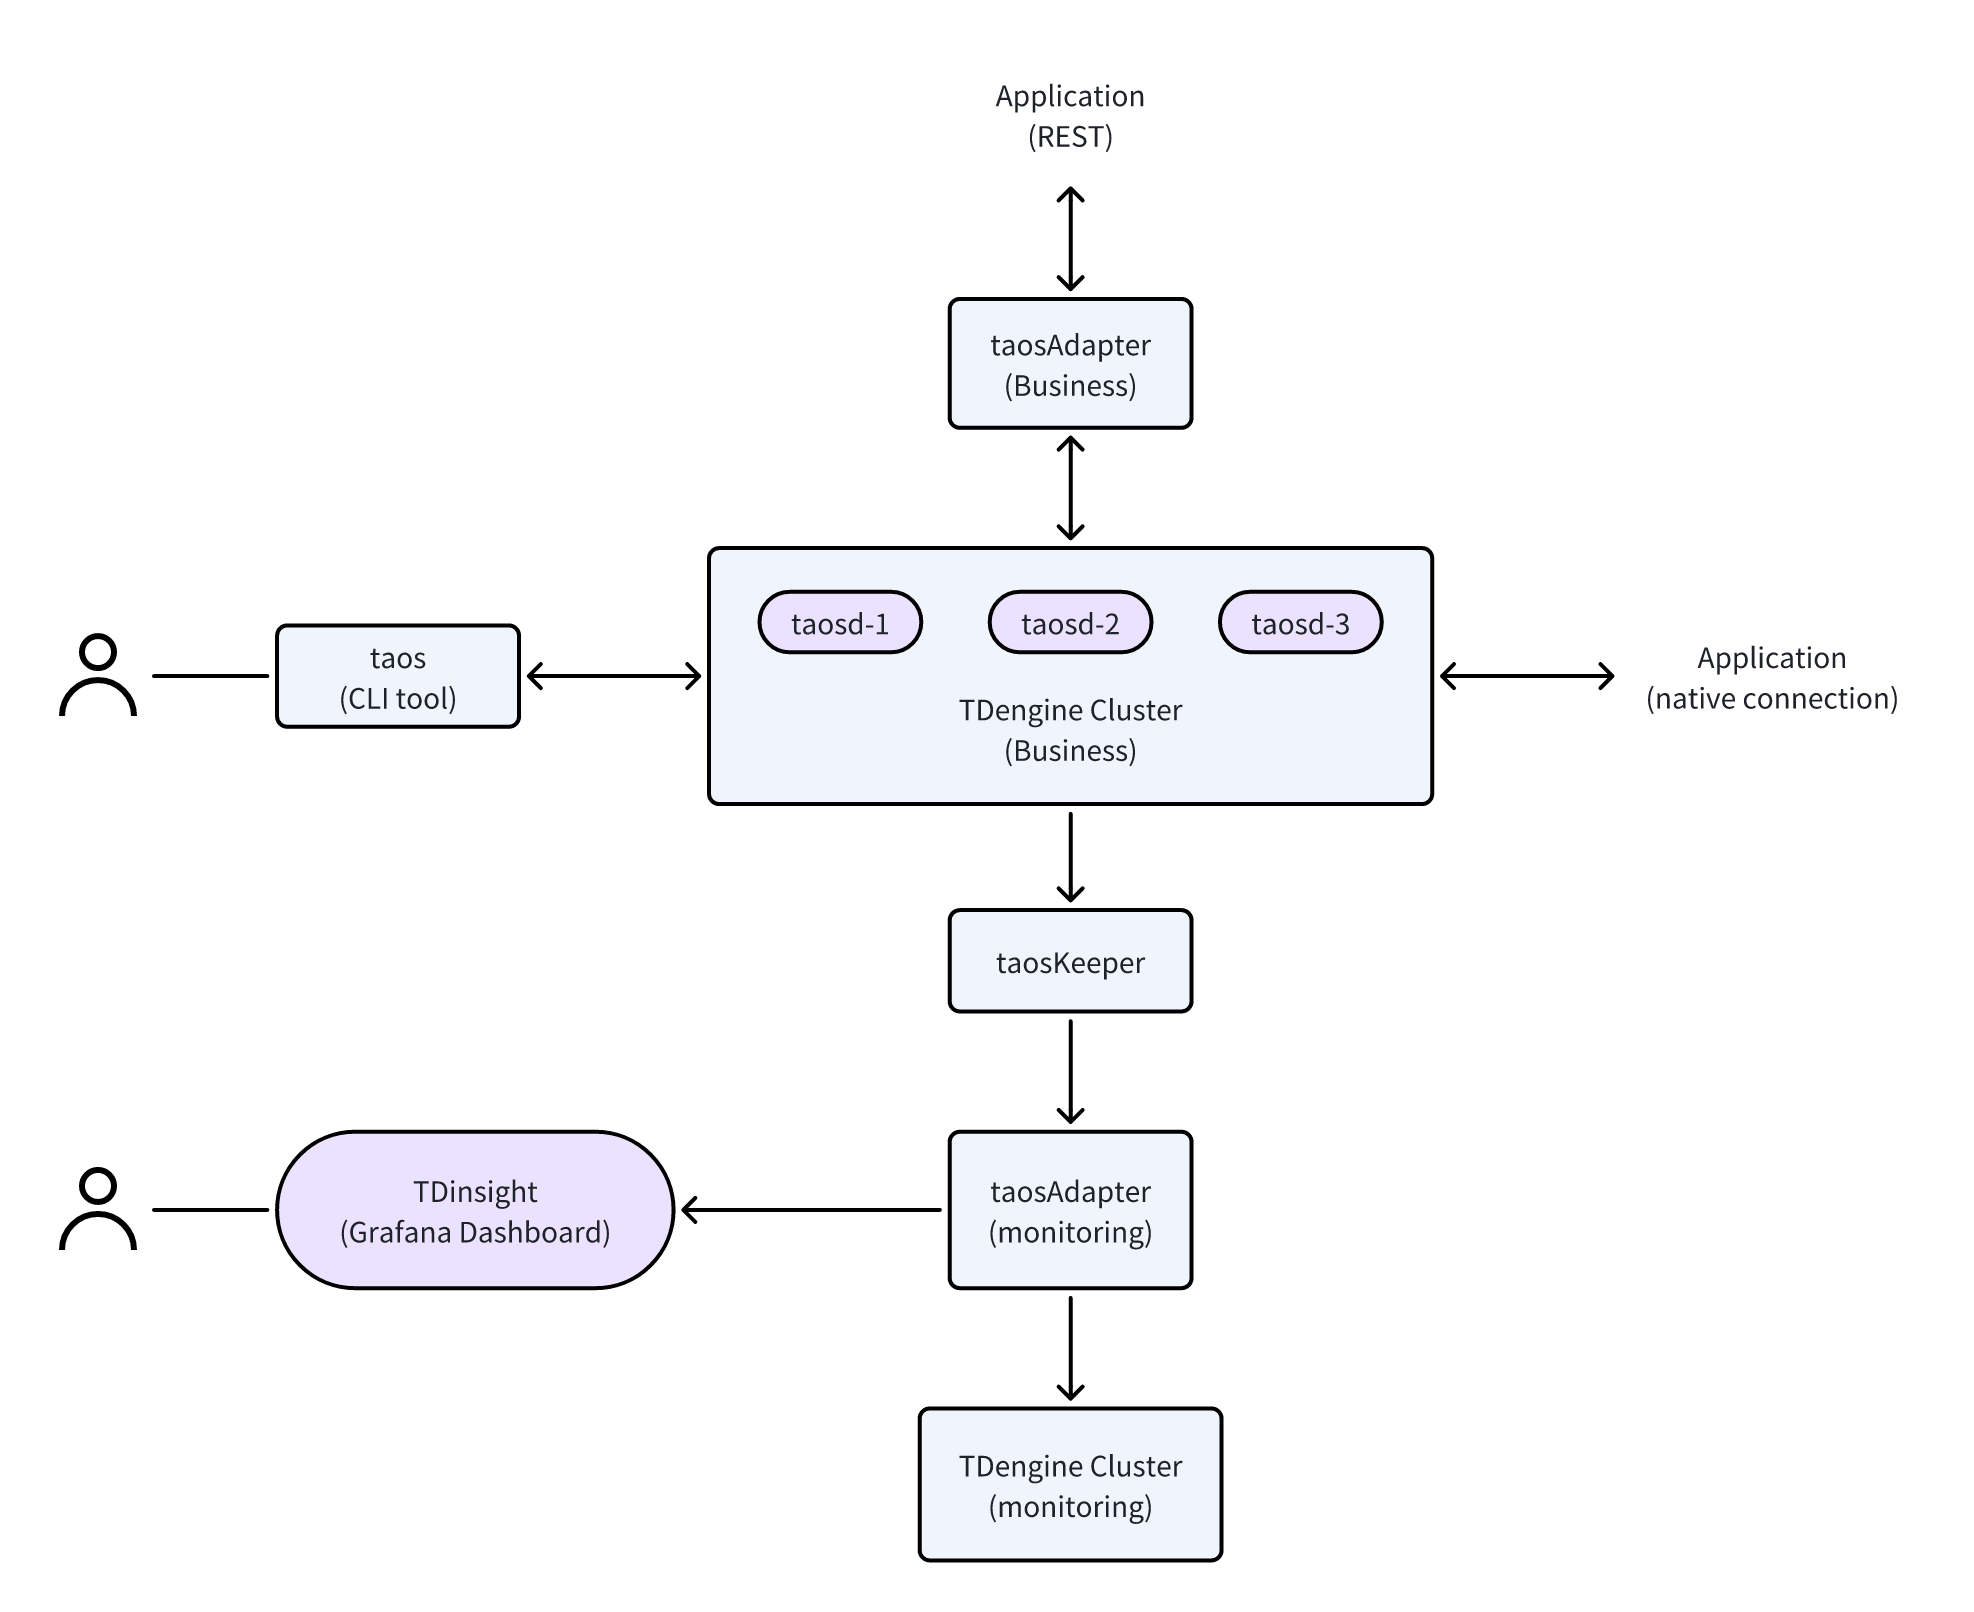 Application
(REST)
taosAdapter
(Business)
taosd-1
taosd-2
taosd-3
taos
(CLI tool)
TDengine Cluster
(Business)
Application
(native connection)
taosKeeper
TDinsight
(Grafana Dashboard)
taosAdapter
(monitoring)
TDengine Cluster
(monitoring)